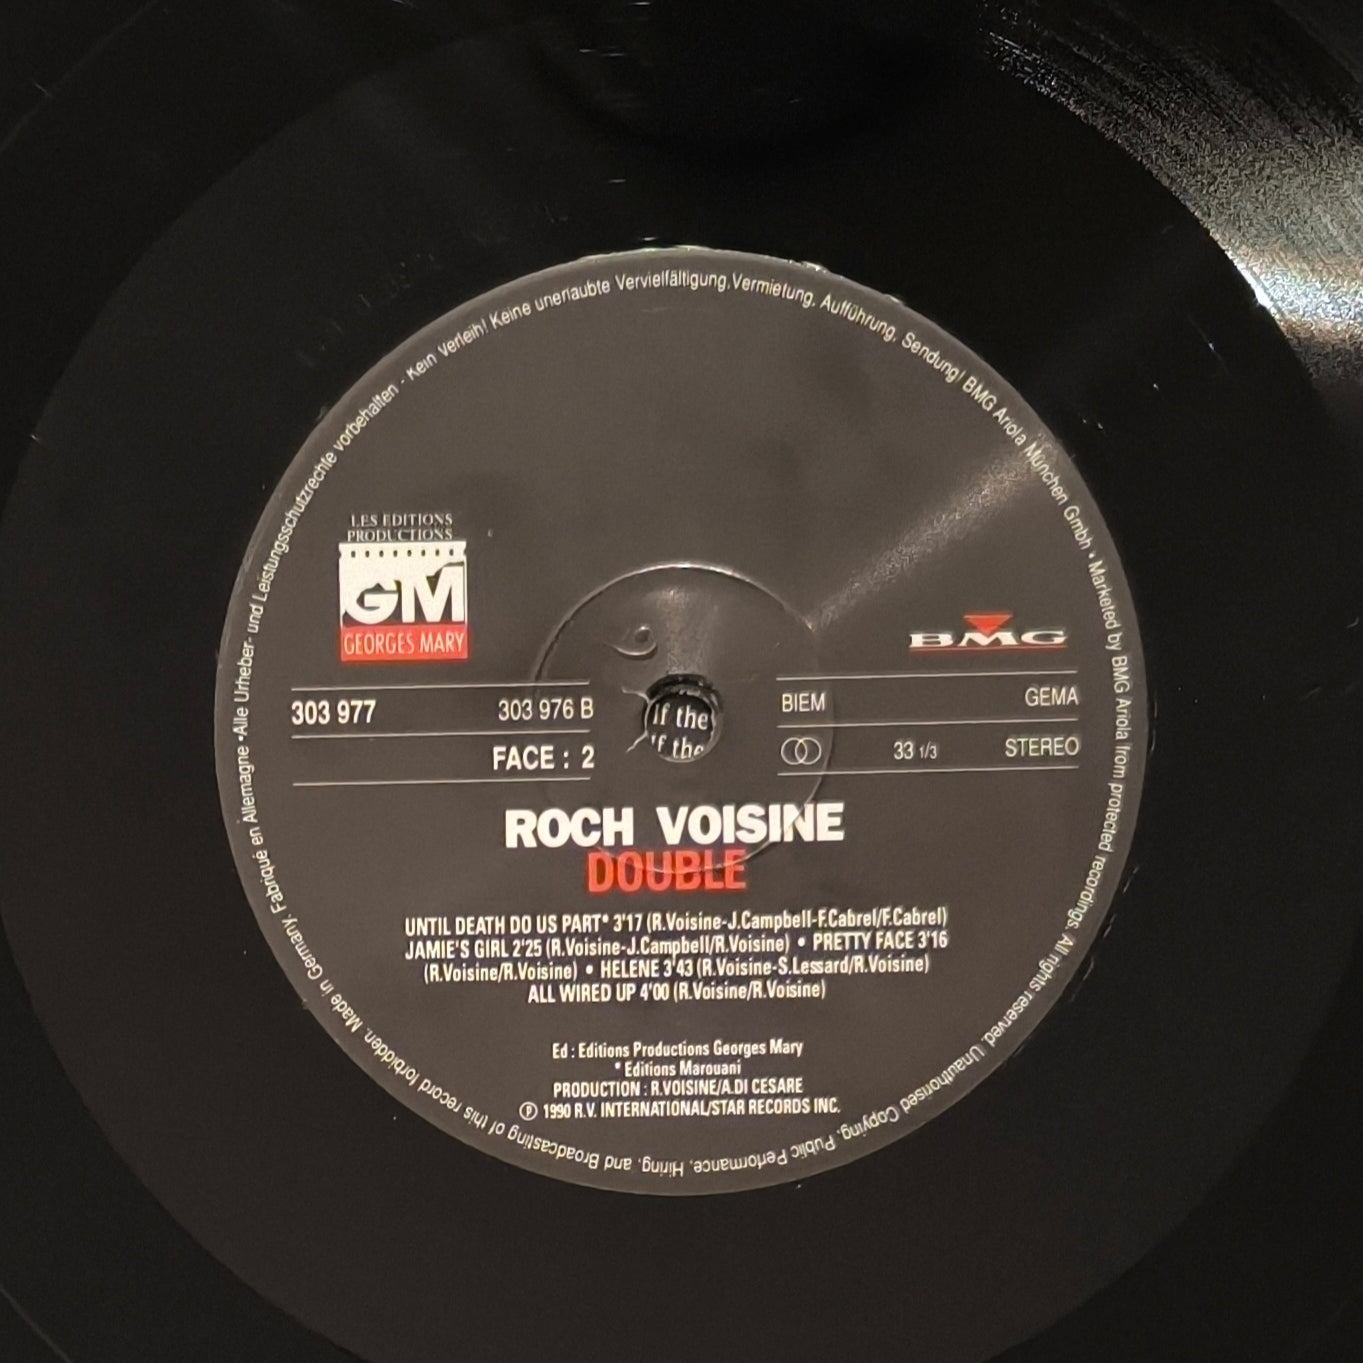 Fabriqué en Allemagne •Alle Urheber- und Leistungsschutzrechte vorbehalten - Kein Verleih! Keine unerlaubte Vervielfältigung,Vermietung, Aufführung, Sendung! BMG Ariola München Gmbh • Marketed by BMG Ariola from protected recordings. All rights reserved. Unauthorised Copying, Public Performance, Hiring, and Broadcasting of this record forbidden. Made in Germany.
LES EDITIONS
PRODUCTIONS
GM
GEORGES MARY
BMG
303 977 303 976 B
FACE : 2
If the
If the
BIEM GEMA
33 1/3 STEREO
ROCH VOISINE
DOUBLE
UNTIL DEATH DO US PART* 3'17 (R.Voisine-J.Campbell-F.Cabrel/F.Cabrel)
JAMIE'S GIRL 2'25 (R.Voisine-J.Campbell/R.Voisine) • PRETTY FACE 3'16
(R.Voisine/R.Voisine) • HELENE 3'43 (R.Voisine-S.Lessard/R.Voisine)
ALL WIRED UP 4'00 (R.Voisine/R.Voisine)
Ed : Editions Productions Georges Mary
* Editions Marouani
PRODUCTION : R.VOISINE/A.DI CESARE
℗ 1990 R.V. INTERNATIONAL/STAR RECORDS INC.